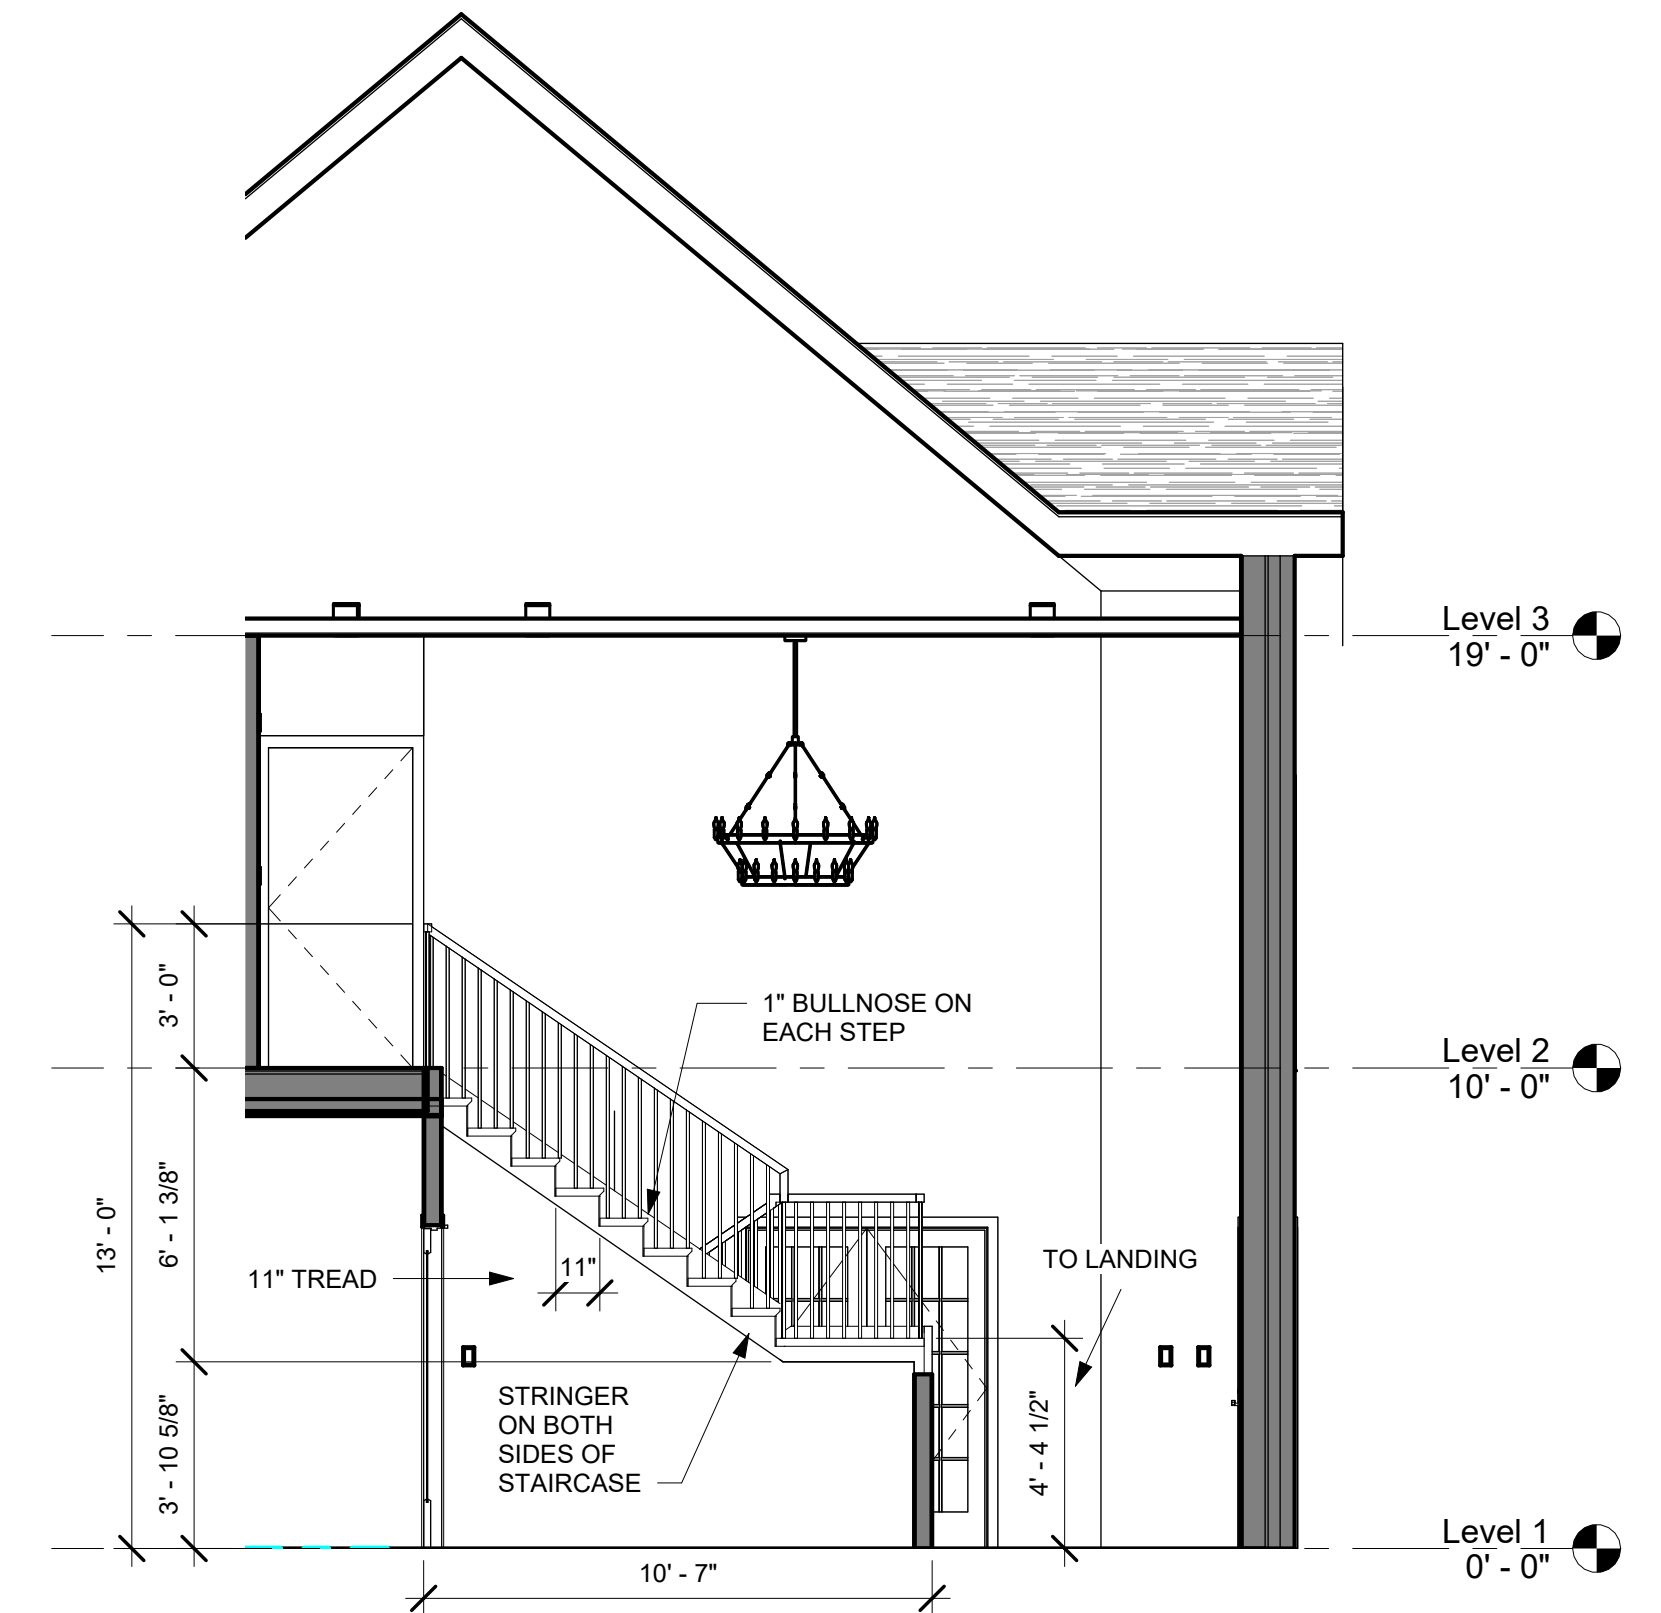 Level 3
19' - 0"
1" BULLNOSE ON
EACH STEP
3' - 0"
Level 2
10' - 0"
13' - 0"
6' - 1 3/8"
11" TREAD
11"
TO LANDING
STRINGER
ON BOTH
SIDES OF
STAIRCASE
3' - 10 5/8"
4' - 4 1/2"
Level 1
0' - 0"
10' - 7"